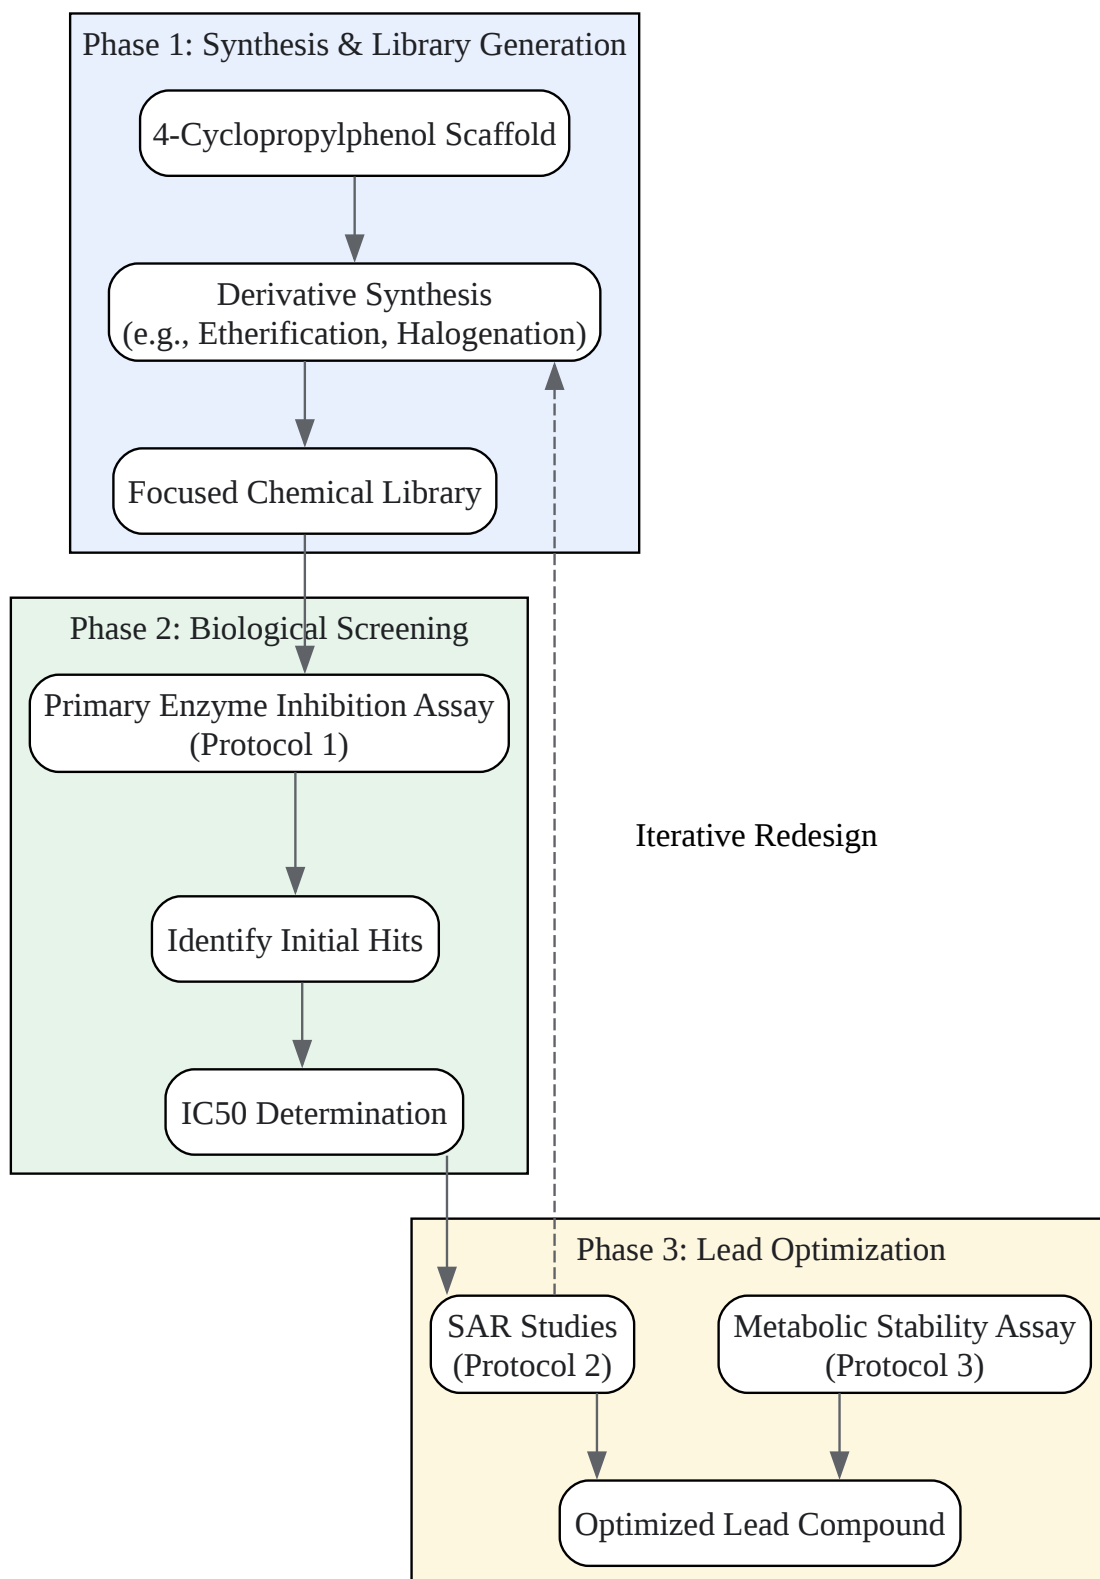 Phase 1: Synthesis & Library Generation
4-Cyclopropylphenol Scaffold
Derivative Synthesis
(e.g., Etherification, Halogenation)
Focused Chemical Library
Phase 2: Biological Screening
Primary Enzyme Inhibition Assay
(Protocol 1)
Iterative Redesign
Identify Initial Hits
IC50 Determination
Phase 3: Lead Optimization
SAR Studies
(Protocol 2)
Metabolic Stability Assay
(Protocol 3)
Optimized Lead Compound